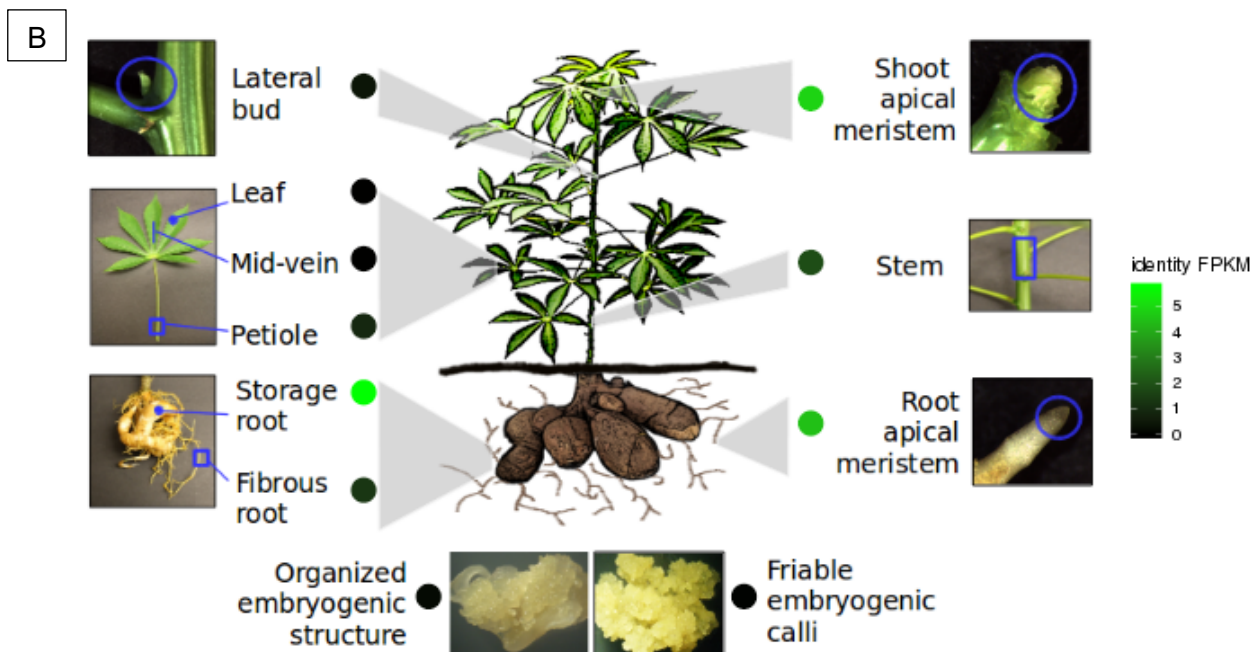 B
Lateral
bud
Leaf
Mid-vein
Petiole
Storage
root
Fibrous
root
Shoot
apical
meristem
Stem
Root
apical
meristem
identity FPKM
5
4
3
2
1
0
Organized
embryogenic
structure
Friable
embryogenic
calli